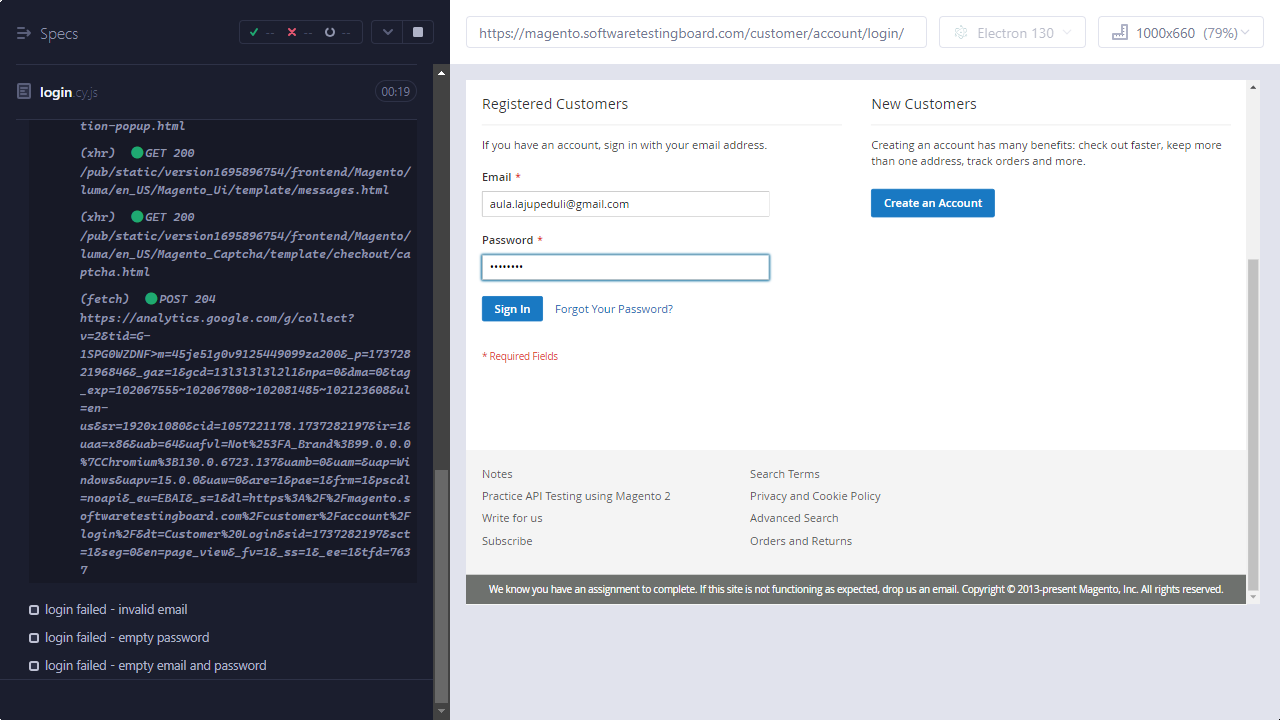 Specs
-- -- --
login.cy.js
00:19
tion-popup.html
(xhr) GET 200
/pub/static/version1695896754/frontend/Magento/
luma/en_US/Magento_Ui/template/messages.html
(xhr) GET 200
/pub/static/version1695896754/frontend/Magento/
luma/en_US/Magento_Captcha/template/checkout/ca
ptcha.html
(fetch) POST 204
https://analytics.google.com/g/collect?
v=2&tid=G-
1SPG0WZDNF>m=45je51g0v9125449099za200&_p=173728
2196846&_gaz=1&gcd=13l3l3l3l2l1&npa=0&dma=0&tag
_exp=102067555~102067808~102081485~102123608&ul
=en-
us&sr=1920x1080&cid=1057221178.1737282197&ir=1&
uaa=x86&uab=64&uafvl=Not%253FA_Brand%3B99.0.0.0
%7CChromium%3B130.0.6723.137&uamb=0&uam=&uap=Wi
ndows&uapv=15.0.0&uaw=0&are=1&pae=1&frm=1&pscdl
=noapi&_eu=EBAI&_s=1&dl=https%3A%2F%2Fmagento.s
oftwaretestingboard.com%2Fcustomer%2Faccount%2F
login%2F&dt=Customer%20Login&sid=1737282197&sct
=1&seg=0&en=page_view&_fv=1&_ss=1&_ee=1&tfd=763
7
login failed - invalid email
login failed - empty password
login failed - empty email and password
https://magento.softwaretestingboard.com/customer/account/login/
Electron 130
1000x660 (79%)
Registered Customers
If you have an account, sign in with your email address.
Email *
aula.lajupeduli@gmail.com
Password *
••••••••
Sign In
Forgot Your Password?
* Required Fields
New Customers
Creating an account has many benefits: check out faster, keep more
than one address, track orders and more.
Create an Account
Notes
Practice API Testing using Magento 2
Write for us
Subscribe
Search Terms
Privacy and Cookie Policy
Advanced Search
Orders and Returns
We know you have an assignment to complete. If this site is not functioning as expected, drop us an email. Copyright © 2013-present Magento, Inc. All rights reserved.